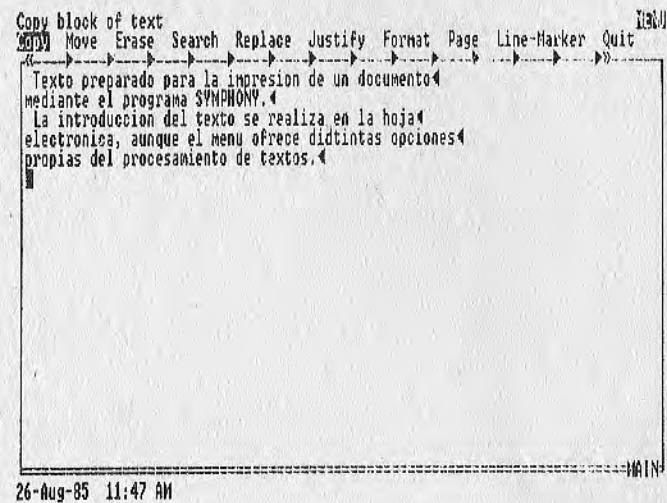 Copy block of text MENU
Copy Move Erase Search Replace Justify Format Page Line-Marker Quit
Texto preparado para la impresion de un documento
mediante el programa SYMPHONY.
La introduccion del texto se realiza en la hoja
electronica, aunque el menu ofrece didtintas opciones
propias del procesamiento de textos.
MAIN
26-Aug-85 11:47 AM